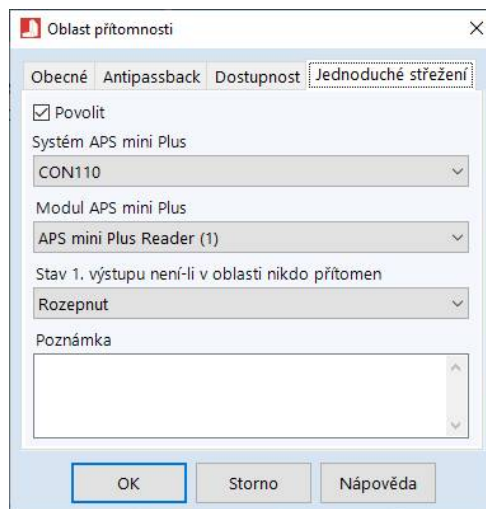 Oblast přítomnosti
Obecné Antipassback Dostupnost Jednoduché střežení
Povolit
Systém APS mini Plus
CON110
Modul APS mini Plus
APS mini Plus Reader (1)
Stav 1. výstupu není-li v oblasti nikdo přítomen
Rozepnut
Poznámka
OK Storno Nápověda